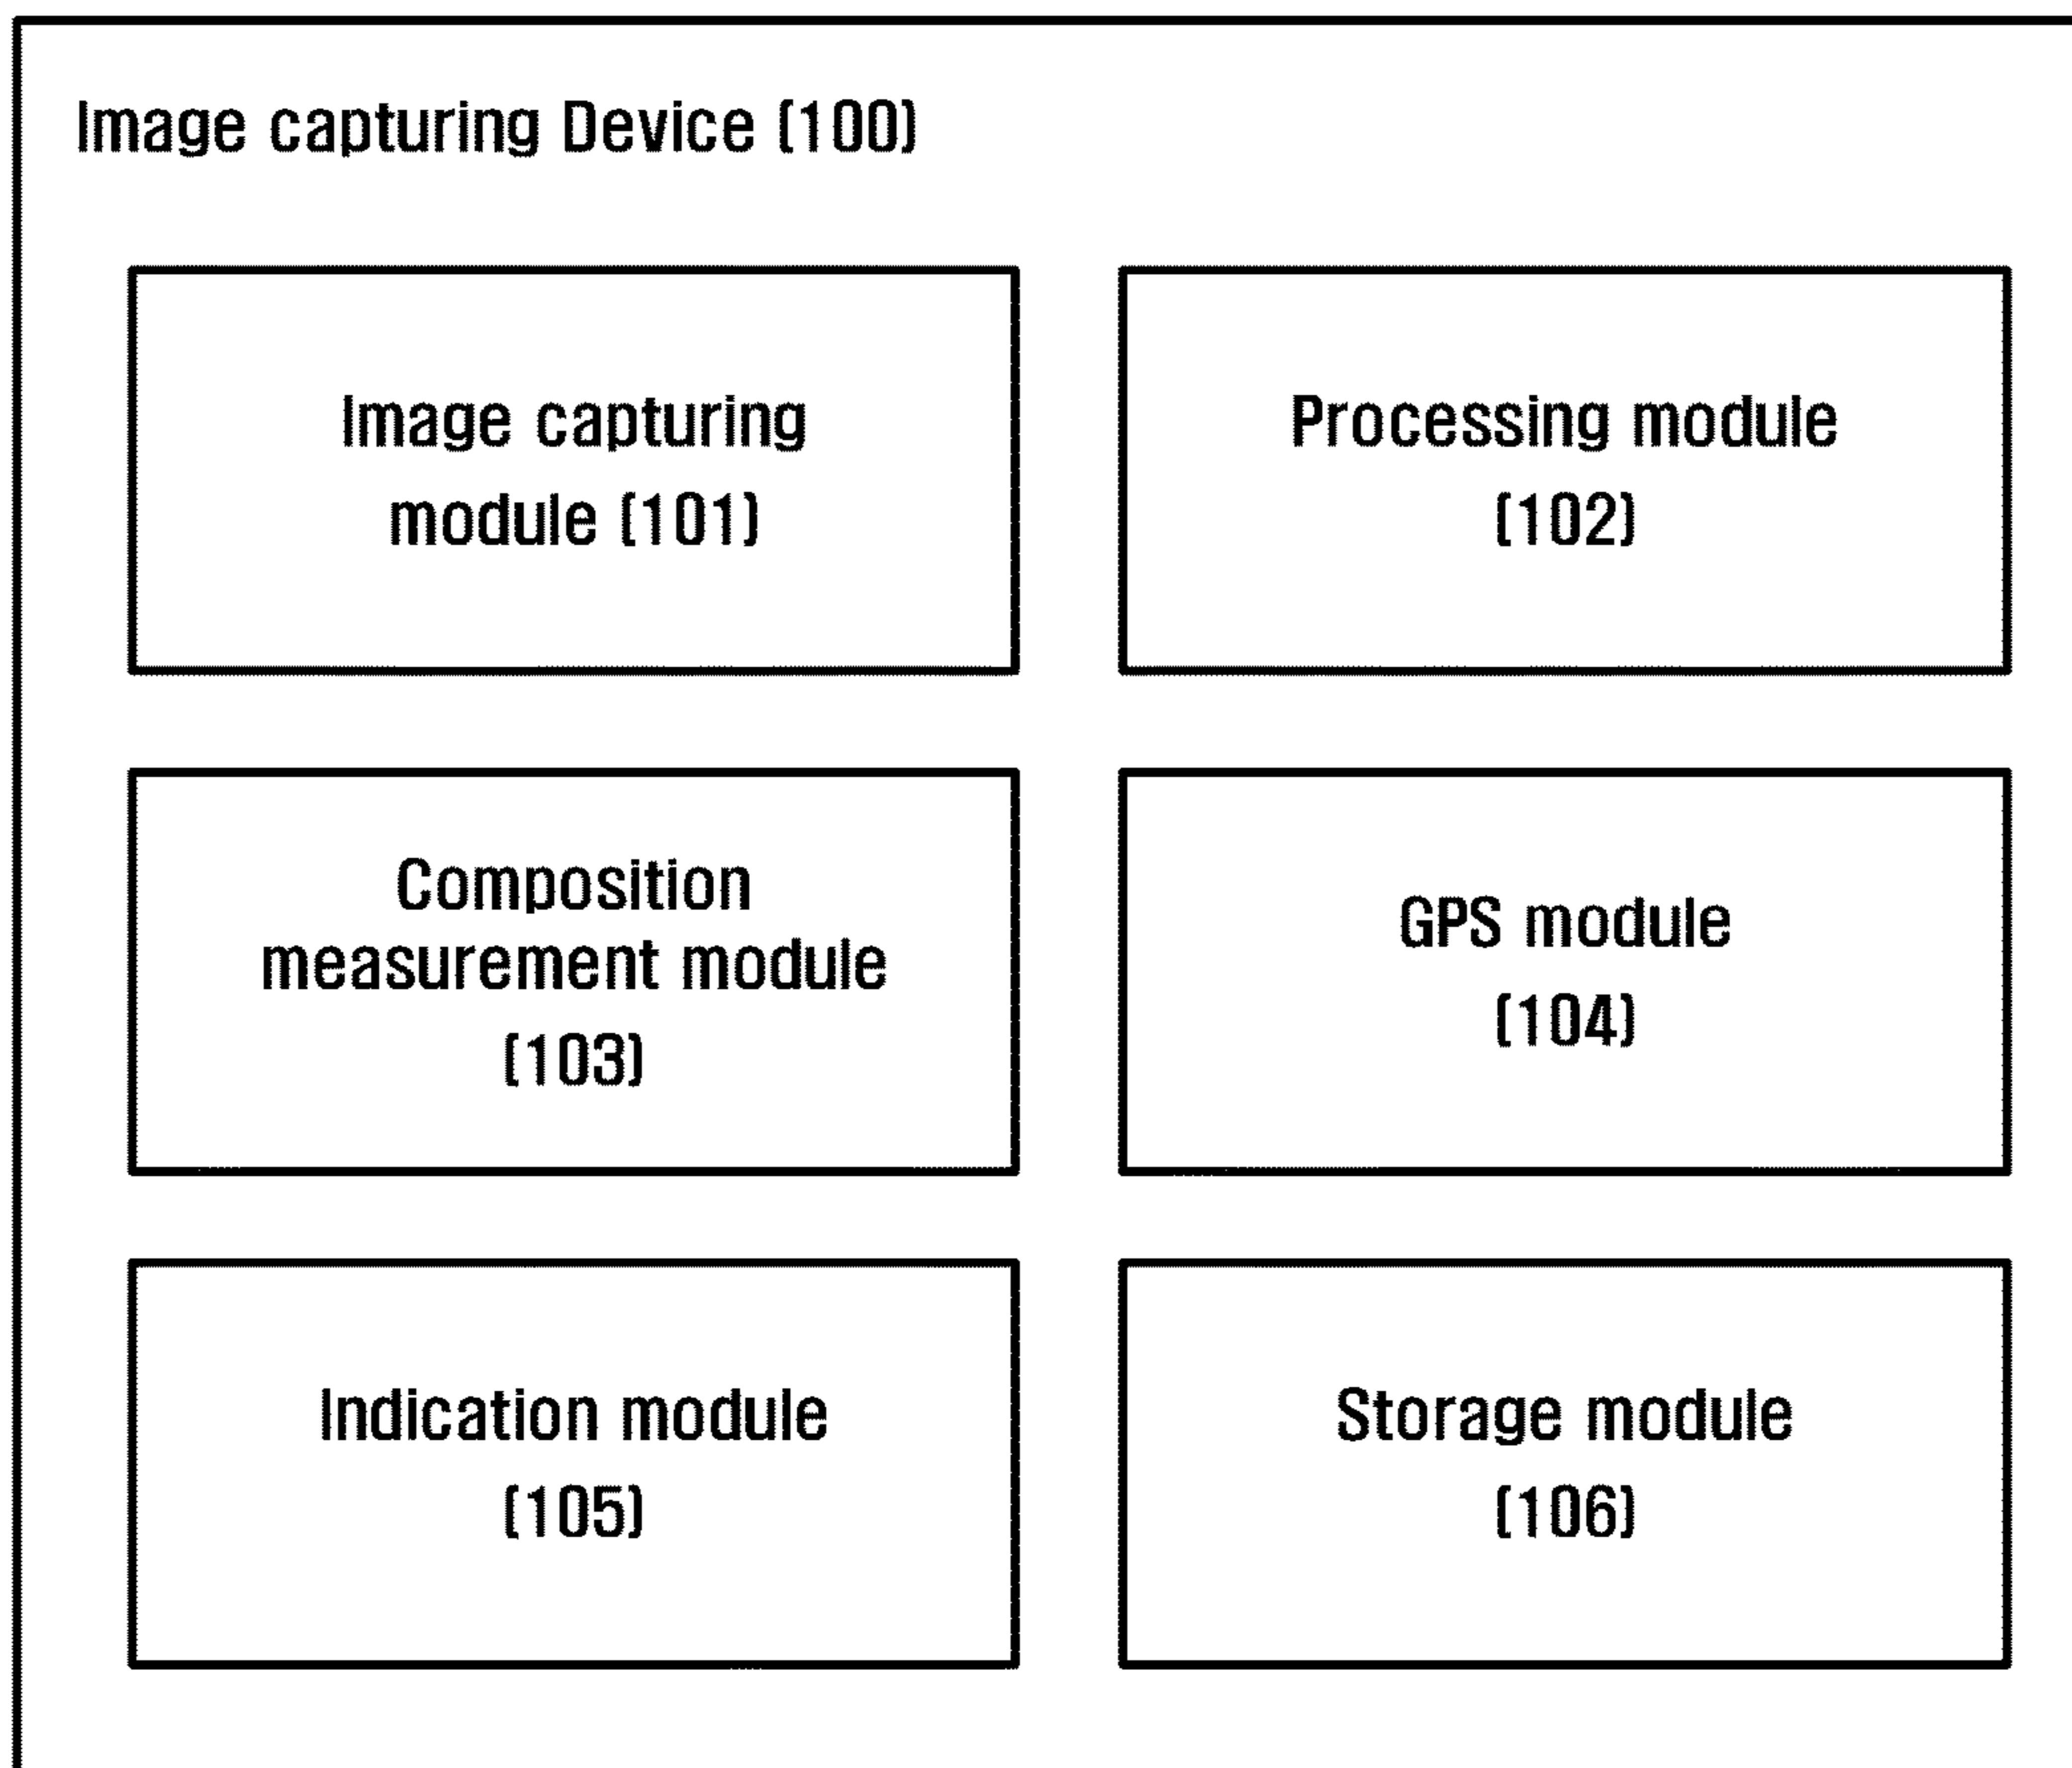 Image capturing Device (100)
Image capturing
module (101)
Processing module
(102)
Composition
measurement module
(103)
GPS module
(104)
Indication module
(105)
Storage module
(106)